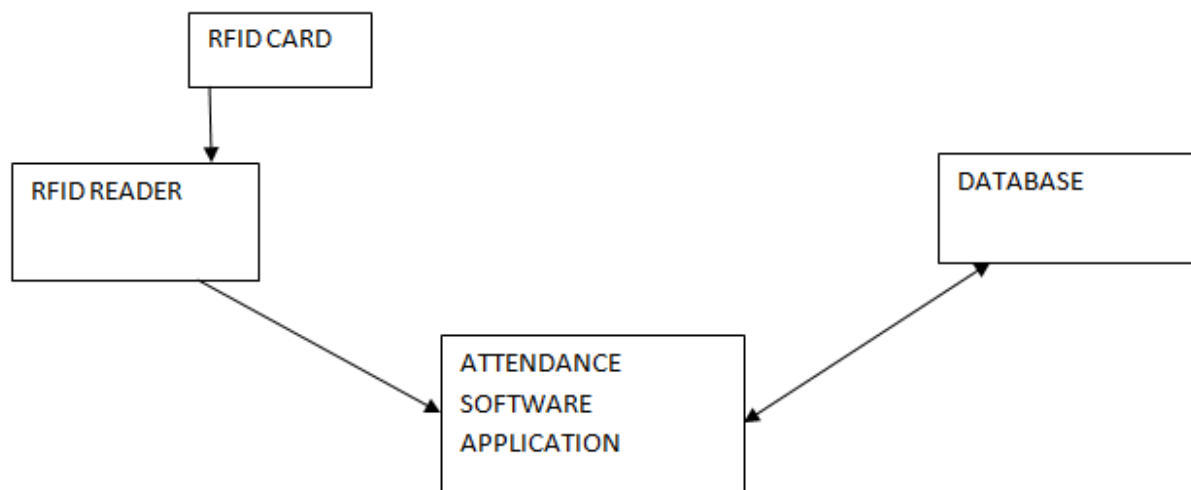 RFID CARD
RFID READER
DATABASE
ATTENDANCE
SOFTWARE
APPLICATION